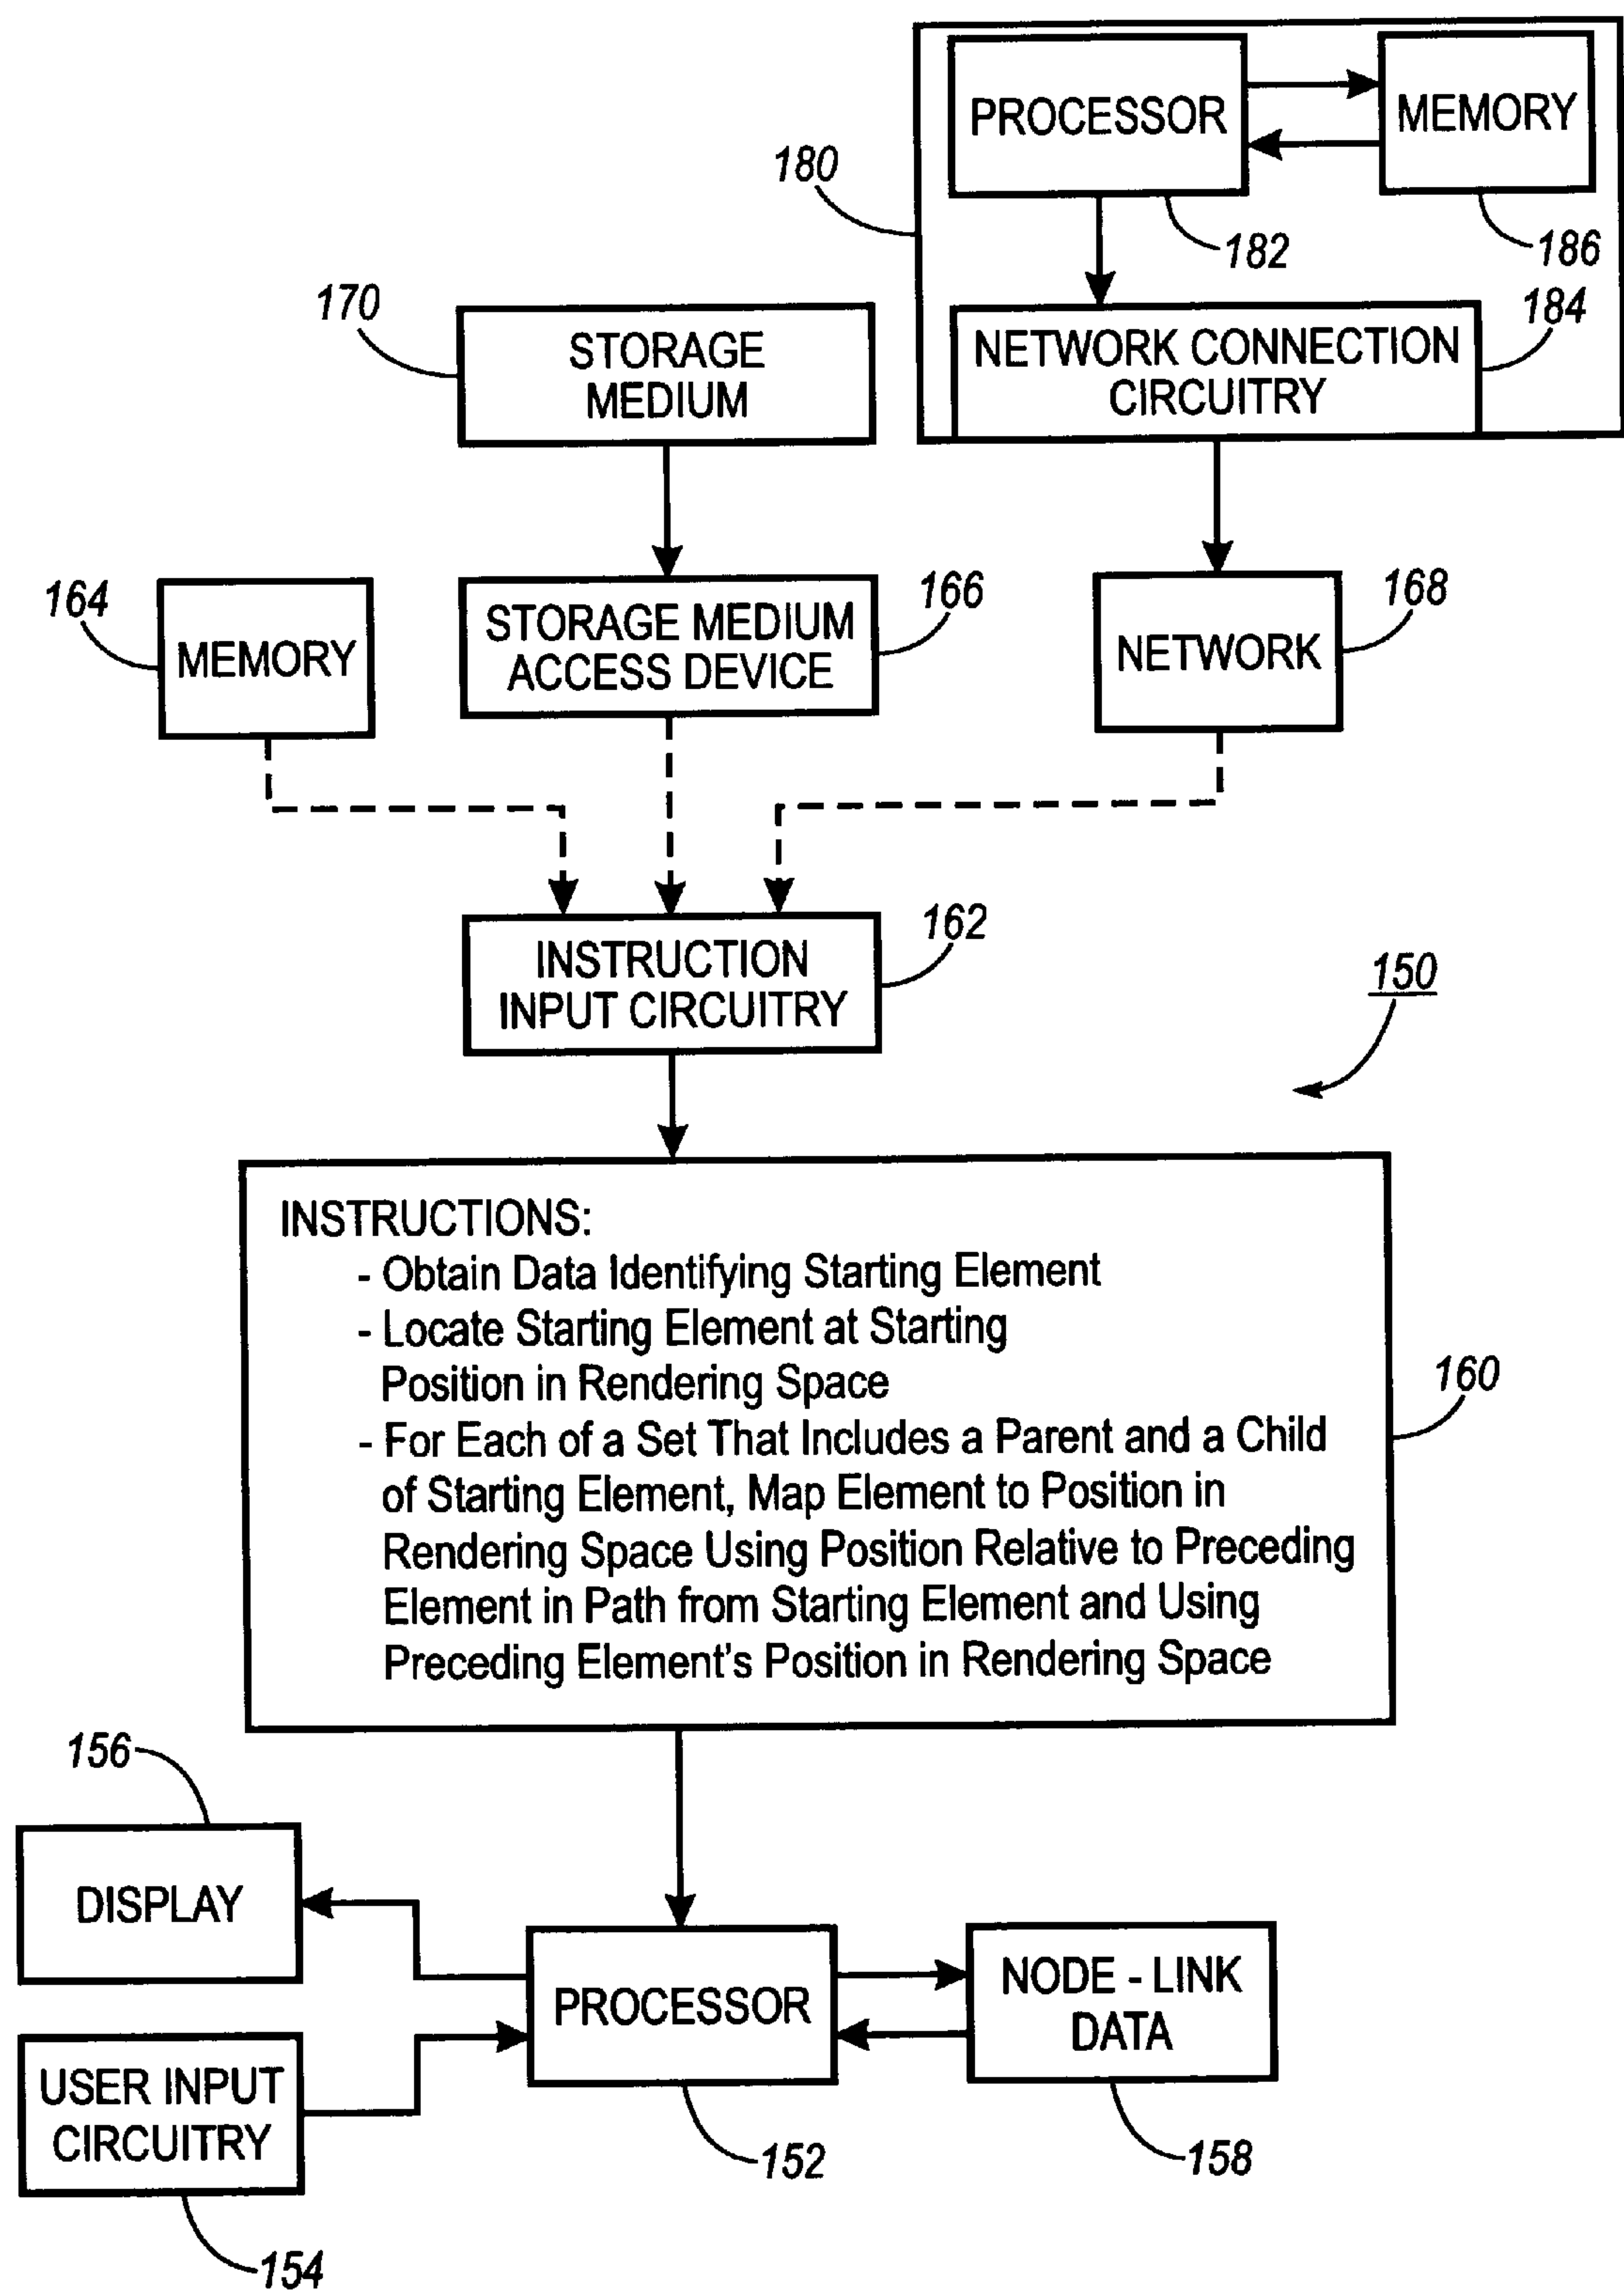 PROCESSOR
MEMORY
180
182
186
170
STORAGE
MEDIUM
184
NETWORK CONNECTION
CIRCUITRY
164
MEMORY
STORAGE MEDIUM
ACCESS DEVICE
166
NETWORK
168
INSTRUCTION
INPUT CIRCUITRY
162
150
INSTRUCTIONS:
- Obtain Data Identifying Starting Element
- Locate Starting Element at Starting
Position in Rendering Space
- For Each of a Set That Includes a Parent and a Child
of Starting Element, Map Element to Position in
Rendering Space Using Position Relative to Preceding
Element in Path from Starting Element and Using
Preceding Element's Position in Rendering Space
160
156
DISPLAY
PROCESSOR
NODE - LINK
DATA
USER INPUT
CIRCUITRY
152
158
154